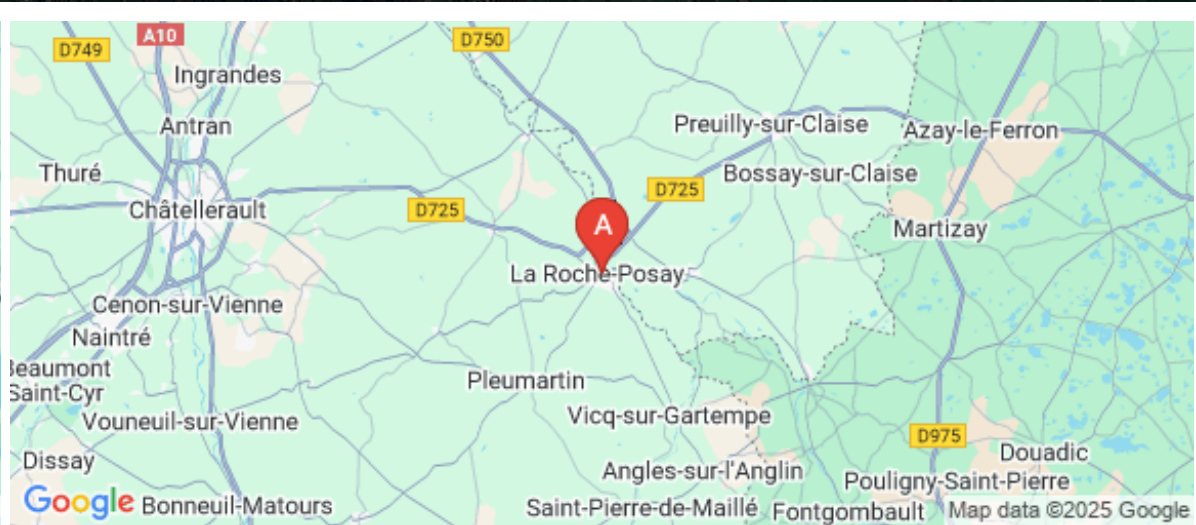 A10
D749
D750
Ingrandes
Antran
Preuilly-sur-Claise
Azay-le-Ferron
Thuré
Bossay-sur-Claise
D725
Châtellerault
D725
A
Martizay
La Roche-Posay
Cenon-sur-Vienne
Naintré
Beaumont
Saint-Cyr
Pleumartin
Vouneuil-sur-Vienne
Vicq-sur-Gartempe
D975
Douadic
Dissay
Angles-sur-l'Anglin
Pouligny-Saint-Pierre
Google
Bonneuil-Matours
Saint-Pierre-de-Maillé
Fontgombault
Map data ©2025 Google